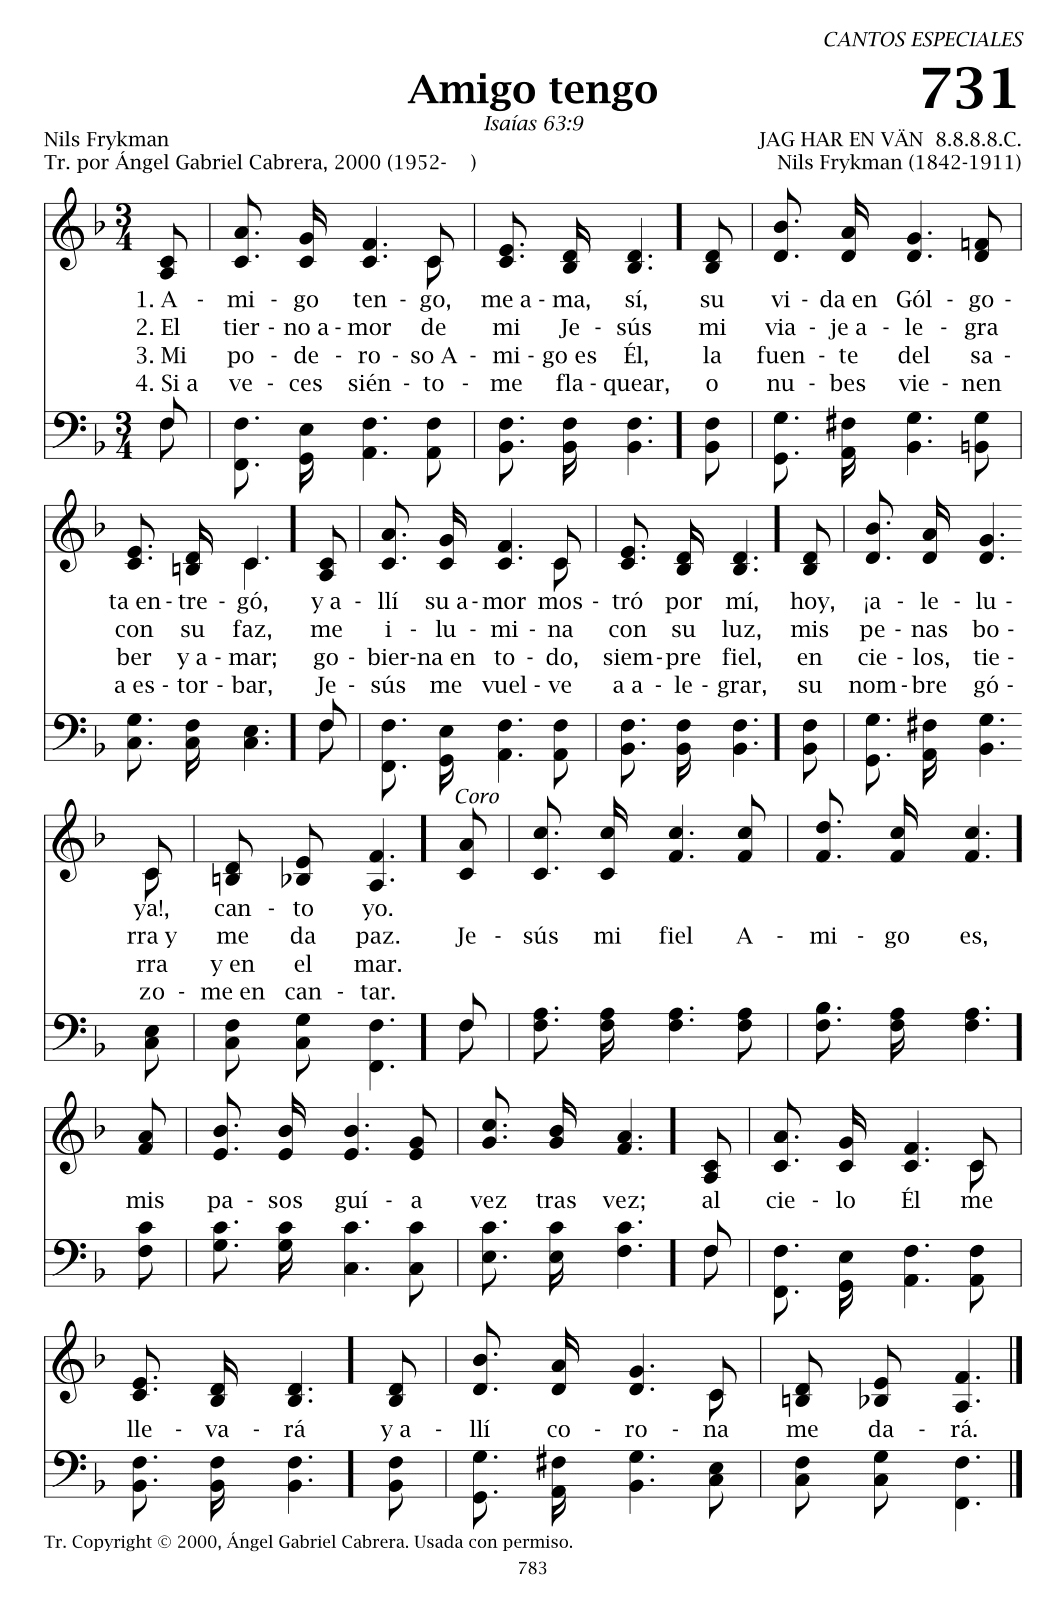 CANTOS ESPECIALES
Amigo tengo 731
Isaías 63:9
Nils Frykman JAG HAR EN VÄN 8.8.8.8.C.
Tr. por Ángel Gabriel Cabrera, 2000 (1952- ) Nils Frykman (1842-1911)
1. A - mi - go ten - go, me a - ma, sí, su vi - da en Gól - go -
2. El tier - no a - mor de mi Je - sús mi via - je a - le - gra
3. Mi po - de - ro - so A - mi - go es Él, la fuen - te del sa -
4. Si a ve - ces sién - to - me fla - quear, o nu - bes vie - nen
ta en - tre - gó, y a - llí su a - mor mos - tró por mí, hoy, ¡a - le - lu -
con su faz, me i - lu - mi - na con su luz, mis pe - nas bo -
ber y a - mar; go - bier - na en to - do, siem - pre fiel, en cie - los, tie -
a es - tor - bar, Je - sús me vuel - ve a a - le - grar, su nom - bre gó -
Coro
ya!, can - to yo.
rra y me da paz. Je - sús mi fiel A - mi - go es,
rra y en el mar.
zo - me en can - tar.
mis pa - sos guí - a vez tras vez; al cie - lo Él me
lle - va - rá y a - llí co - ro - na me da - rá.
Tr. Copyright © 2000, Ángel Gabriel Cabrera. Usada con permiso.
783